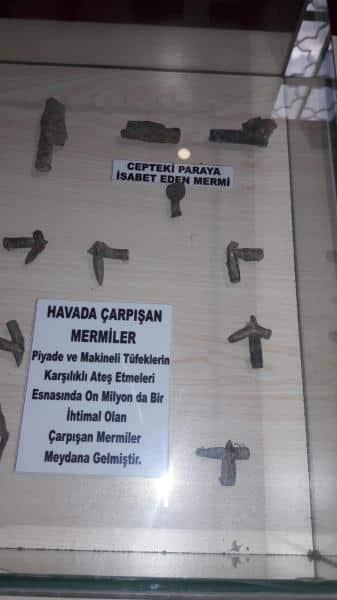 CEPTEKİ PARAYA
İSABET EDEN MERMİ
HAVADA ÇARPIŞAN
MERMİLER
Piyade ve Makineli Tüfeklerin
Karşılıklı Ateş Etmeleri
Esnasında On Milyon da Bir
İhtimal Olan
Çarpışan Mermiler
Meydana Gelmiştir.